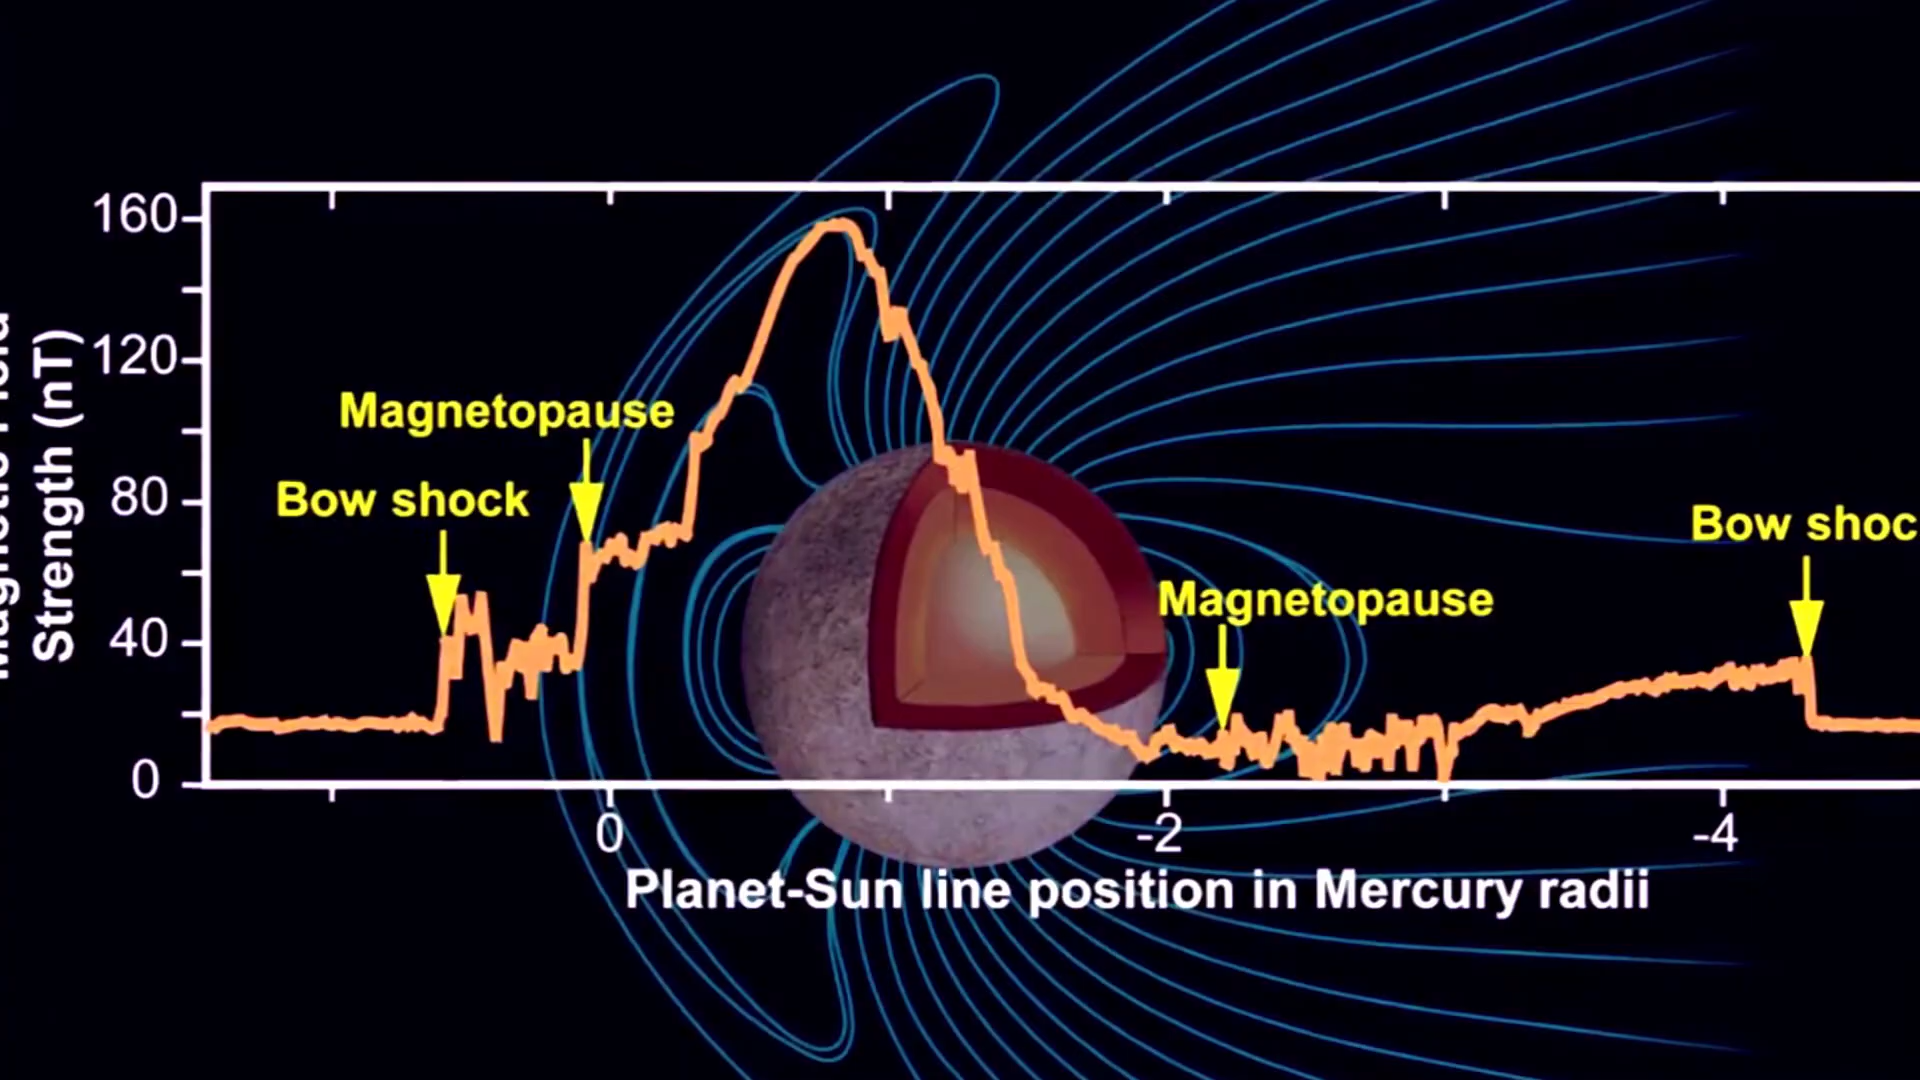 160
120
80
40
0
Strength (nT)
Magnetopause
Bow shock
Magnetopause
Bow shoc
0
-2
-4
Planet-Sun line position in Mercury radii